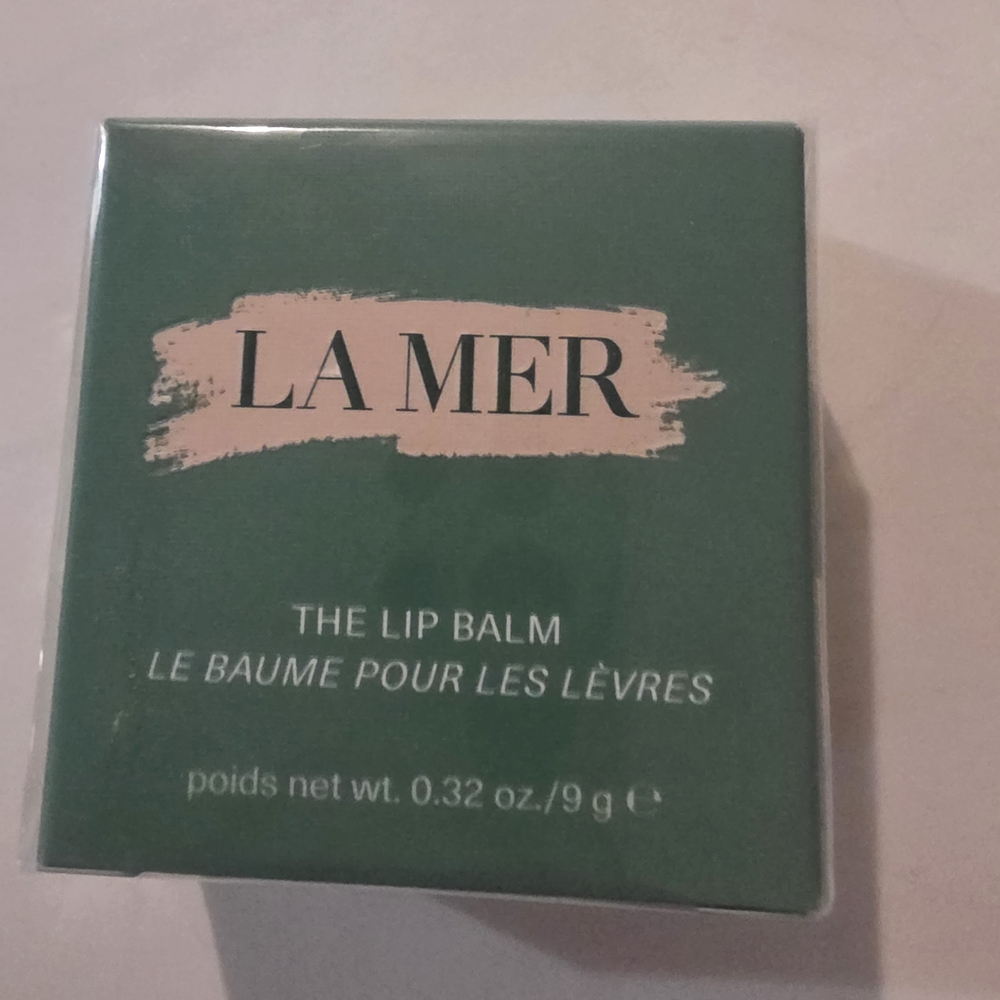 LA MER
THE LIP BALM
LE BAUME POUR LES LÈVRES
poids net wt. 0.32 oz./9 g ℮